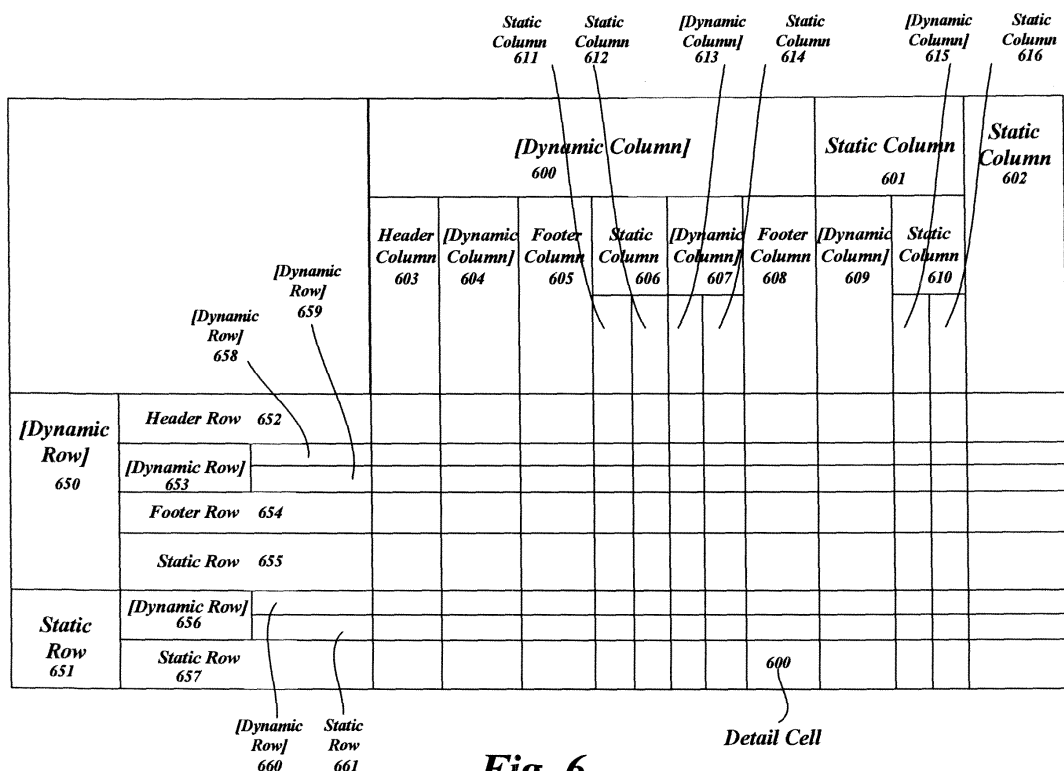 Static Column 611
Static Column 612
[Dynamic Column] 613
Static Column 614
[Dynamic Column] 615
Static Column 616
[Dynamic Column] 600
Static Column 601
Static Column 602
Header Column 603
[Dynamic Column] 604
Footer Column 605
Static Column 606
[Dynamic Column] 607
Footer Column 608
[Dynamic Column] 609
Static Column 610
[Dynamic Row] 659
[Dynamic Row] 658
[Dynamic Row] 650
Header Row 652
[Dynamic Row] 653
Footer Row 654
Static Row 655
Static Row 651
[Dynamic Row] 656
Static Row 657
600
[Dynamic Row] 660
Static Row 661
Detail Cell
Fig. 6